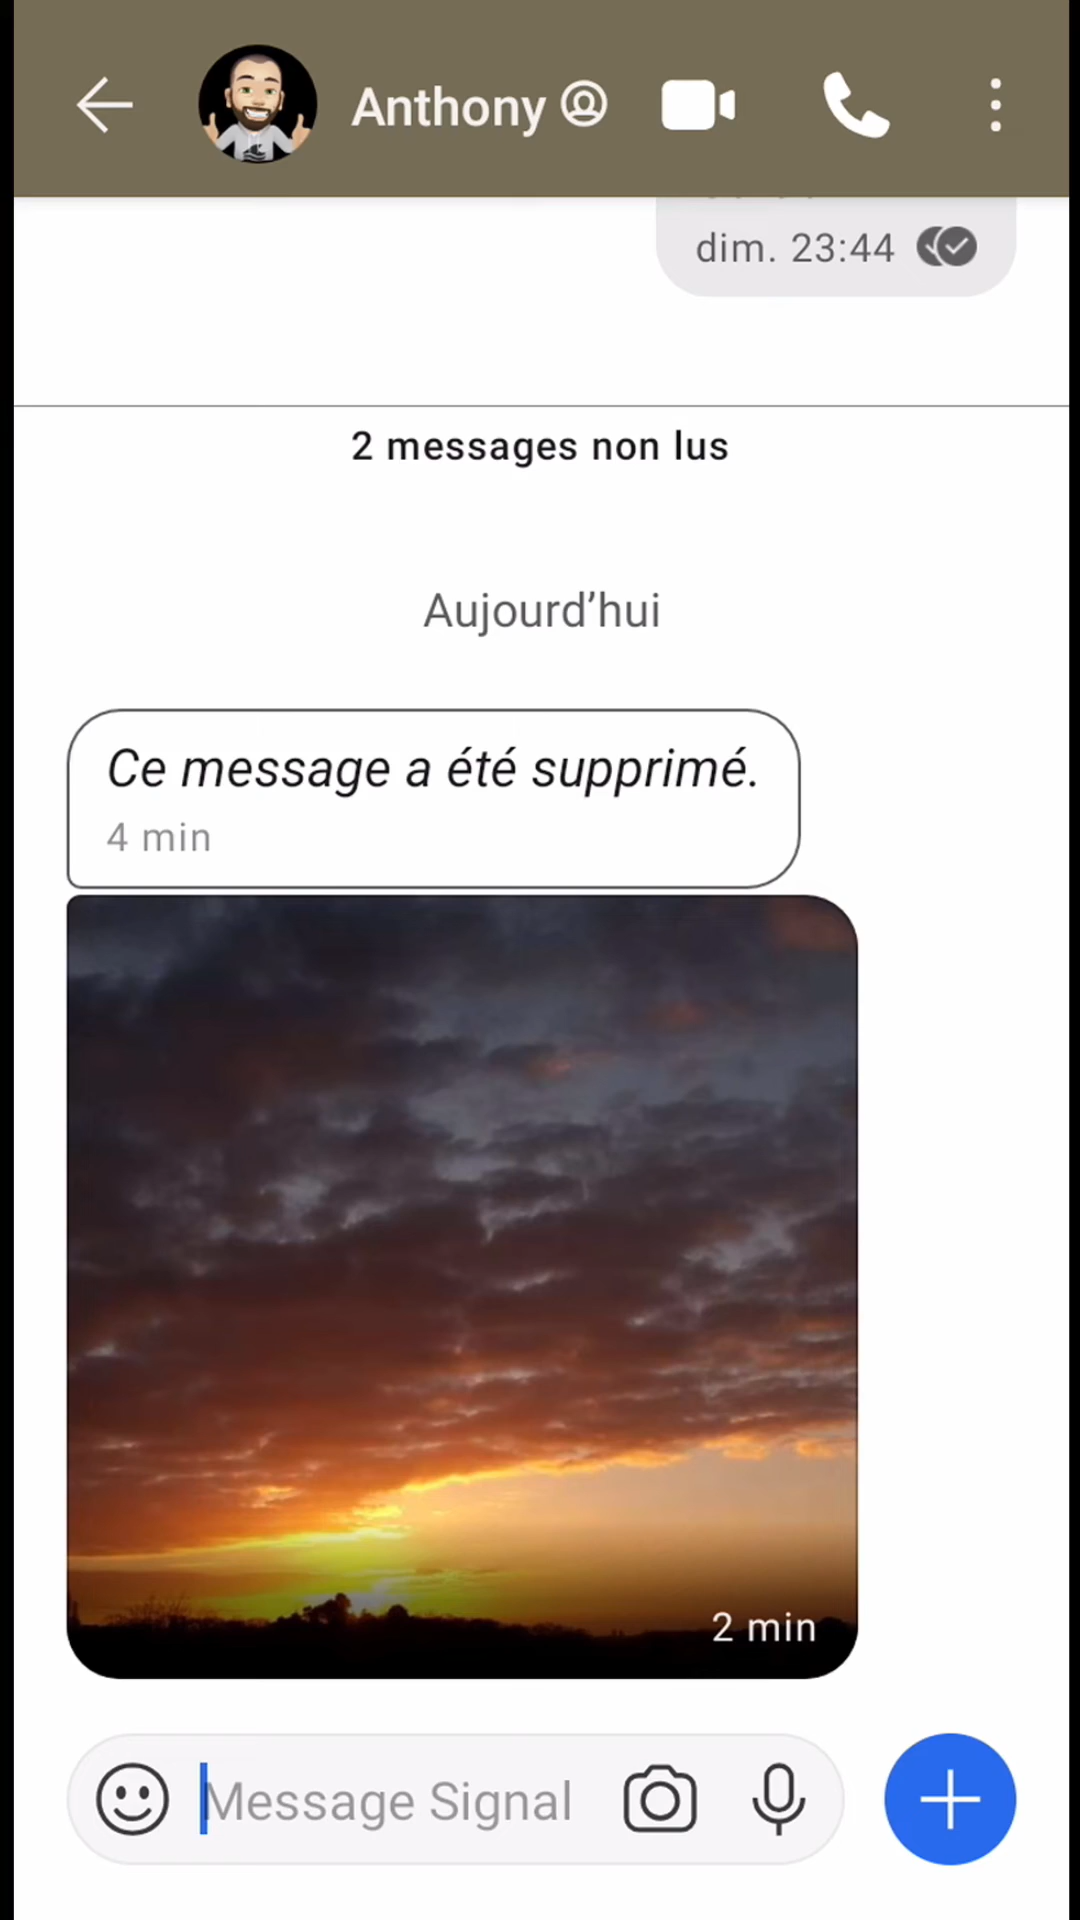 Anthony
dim. 23:44
2 messages non lus
Aujourd’hui
Ce message a été supprimé.
4 min
2 min
Message Signal